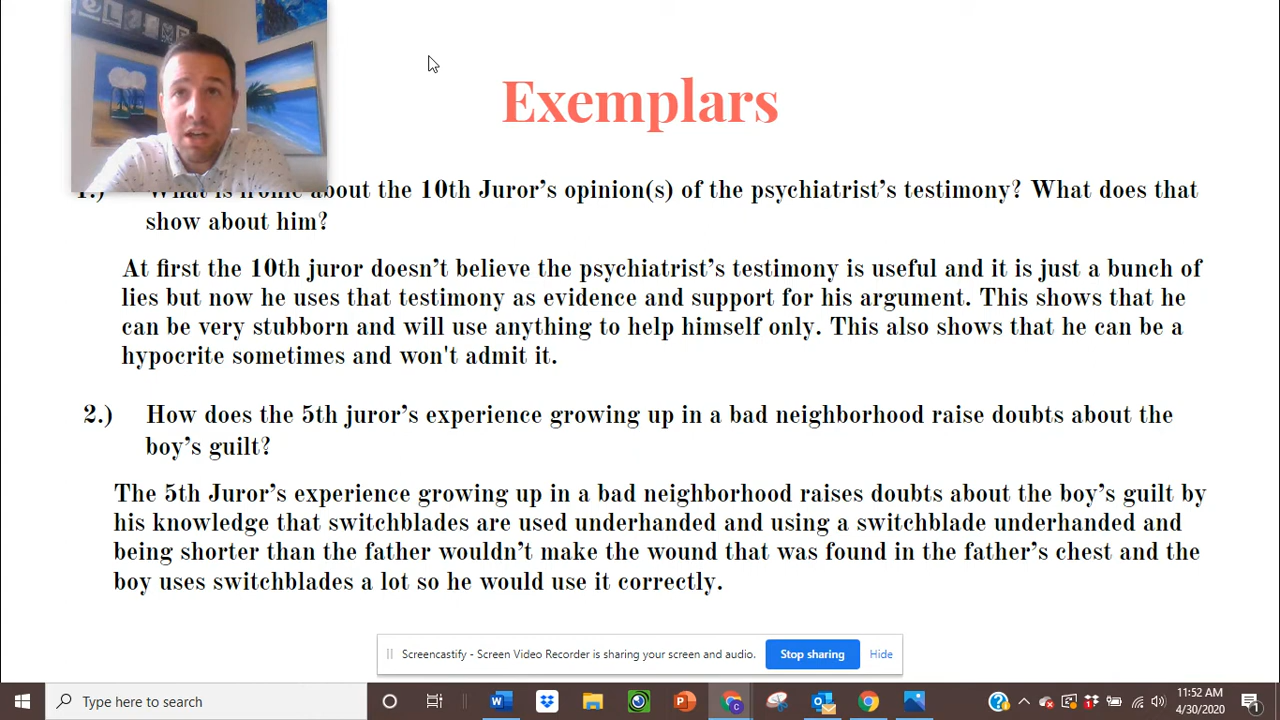 Exemplars
1.) What is ironic about the 10th Juror's opinion(s) of the psychiatrist's testimony? What does that
show about him?
At first the 10th juror doesn't believe the psychiatrist's testimony is useful and it is just a bunch of
lies but now he uses that testimony as evidence and support for his argument. This shows that he
can be very stubborn and will use anything to help himself only. This also shows that he can be a
hypocrite sometimes and won't admit it.
2.) How does the 5th juror's experience growing up in a bad neighborhood raise doubts about the
boy's guilt?
The 5th Juror's experience growing up in a bad neighborhood raises doubts about the boy's guilt by
his knowledge that switchblades are used underhanded and using a switchblade underhanded and
being shorter than the father wouldn't make the wound that was found in the father's chest and the
boy uses switchblades a lot so he would use it correctly.
Screencastify - Screen Video Recorder is sharing your screen and audio. Stop sharing Hide
Type here to search
11:52 AM
4/30/2020